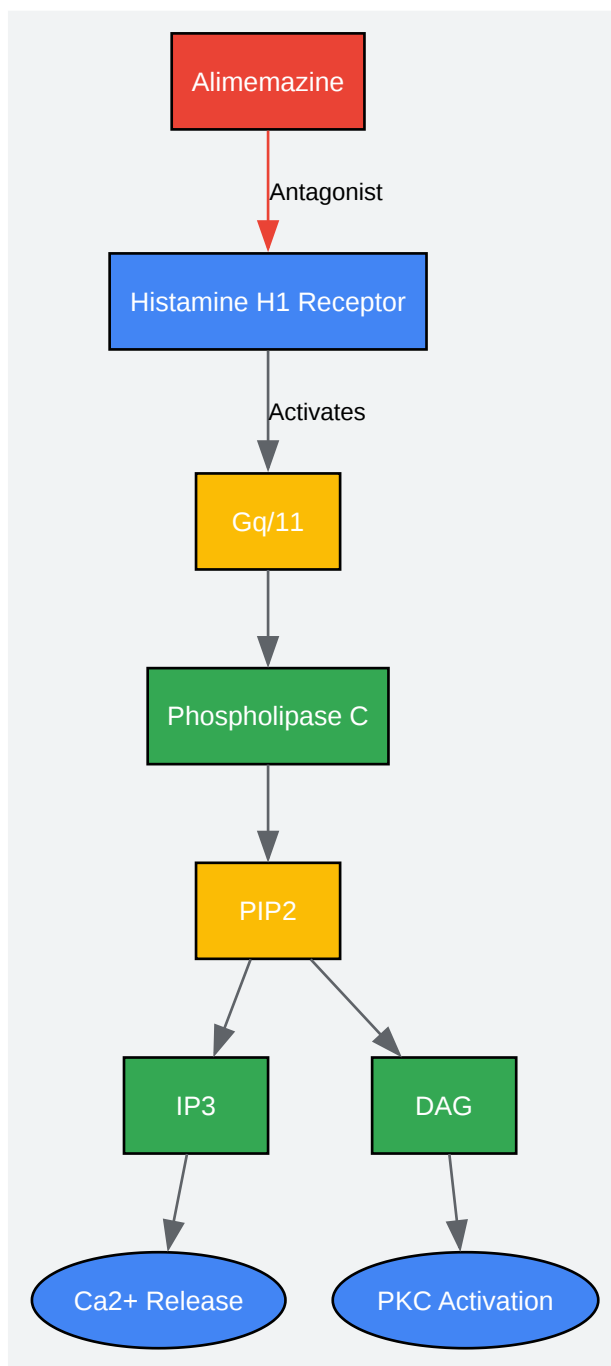 Alimemazine
Antagonist
Histamine H1 Receptor
Activates
Gq/11
Phospholipase C
PIP2
IP3
DAG
Ca2+ Release
PKC Activation